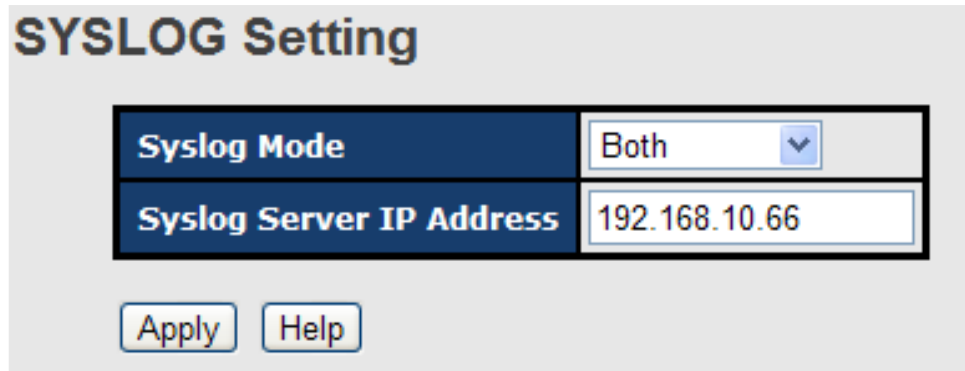 SYSLOG Setting
Syslog Mode Both
Syslog Server IP Address 192.168.10.66
Apply Help